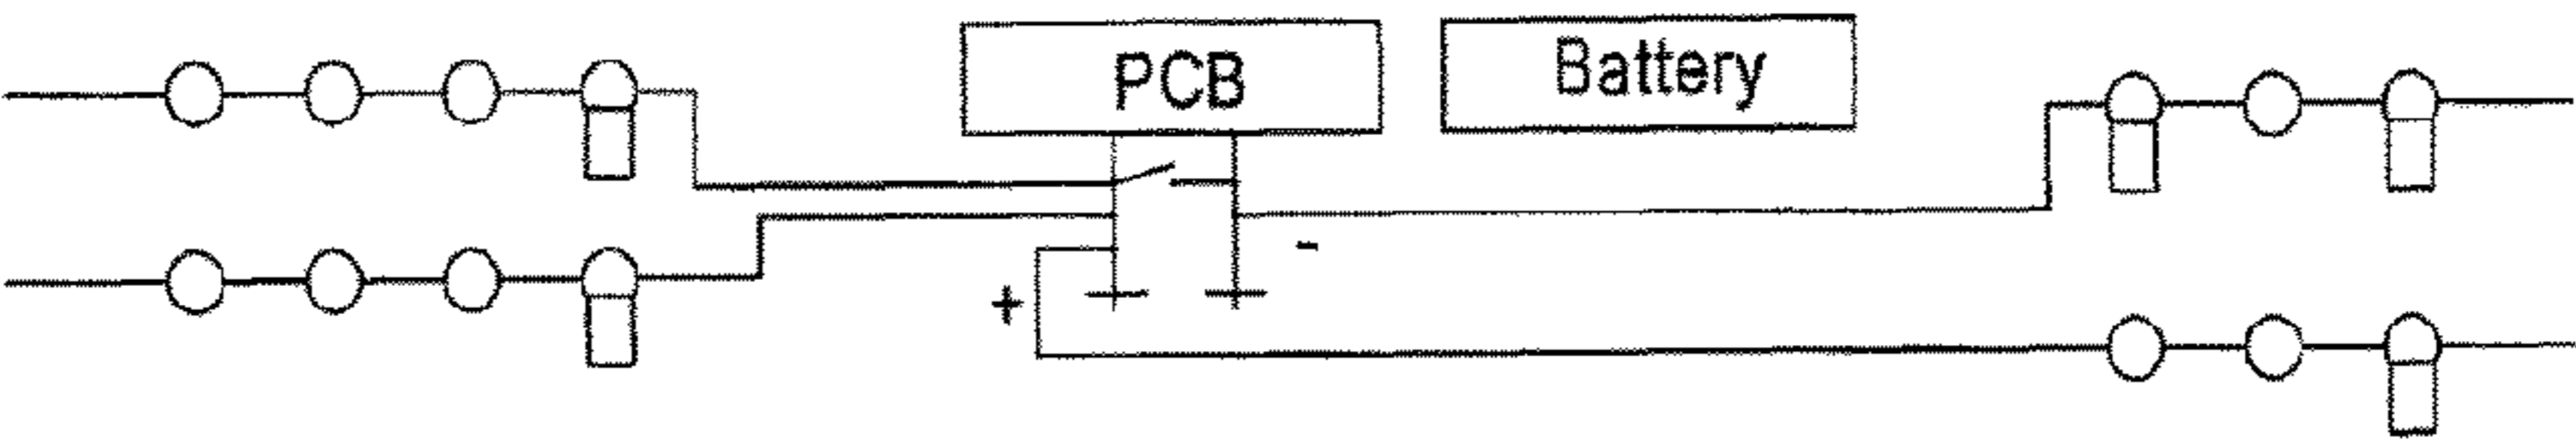 PCB
Battery
-
+